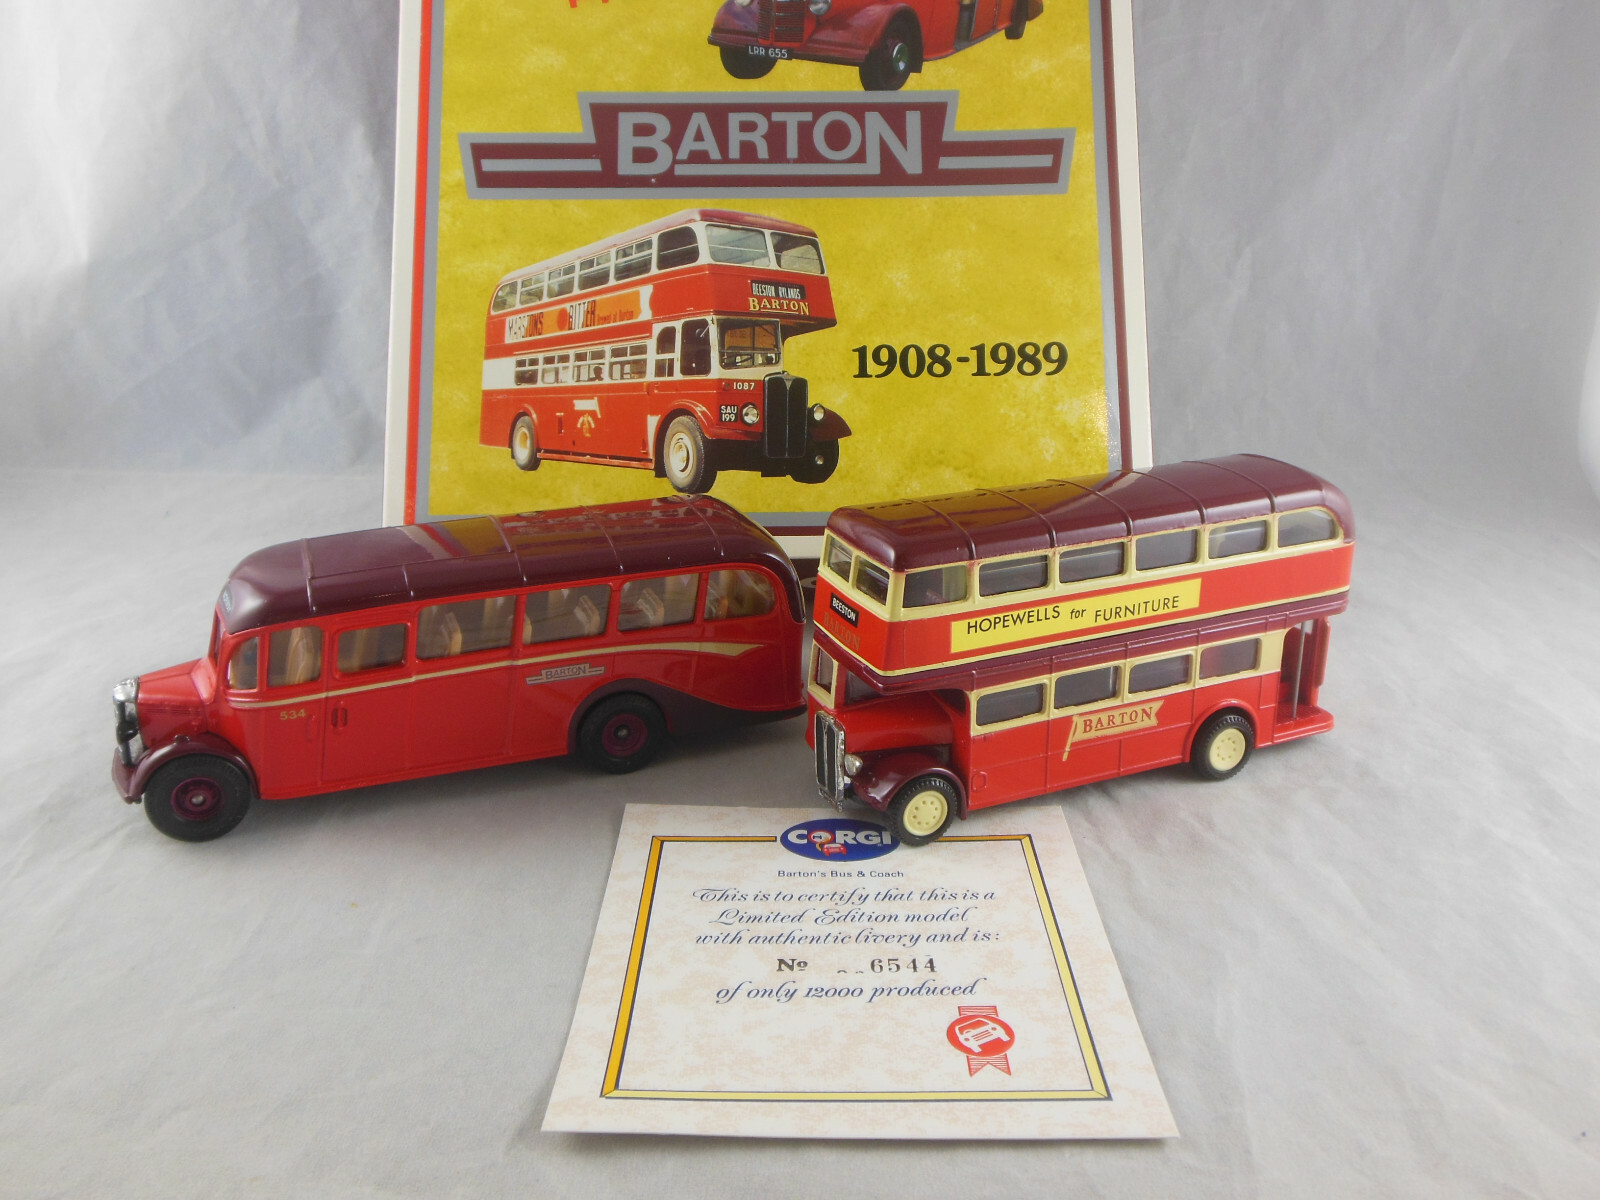 LRR 655
BARTON
BEESTON RYLANDS
BARTON
MARSTONS BITTER
1087
SAU
199
1908-1989
534
BARTON
BEESTON
BARTON
HOPEWELLS for FURNITURE
BARTON
CORGI
Barton's Bus & Coach
This is to certify that this is a
Limited Edition model
with authentic livery and is:
No 6544
of only 12000 produced